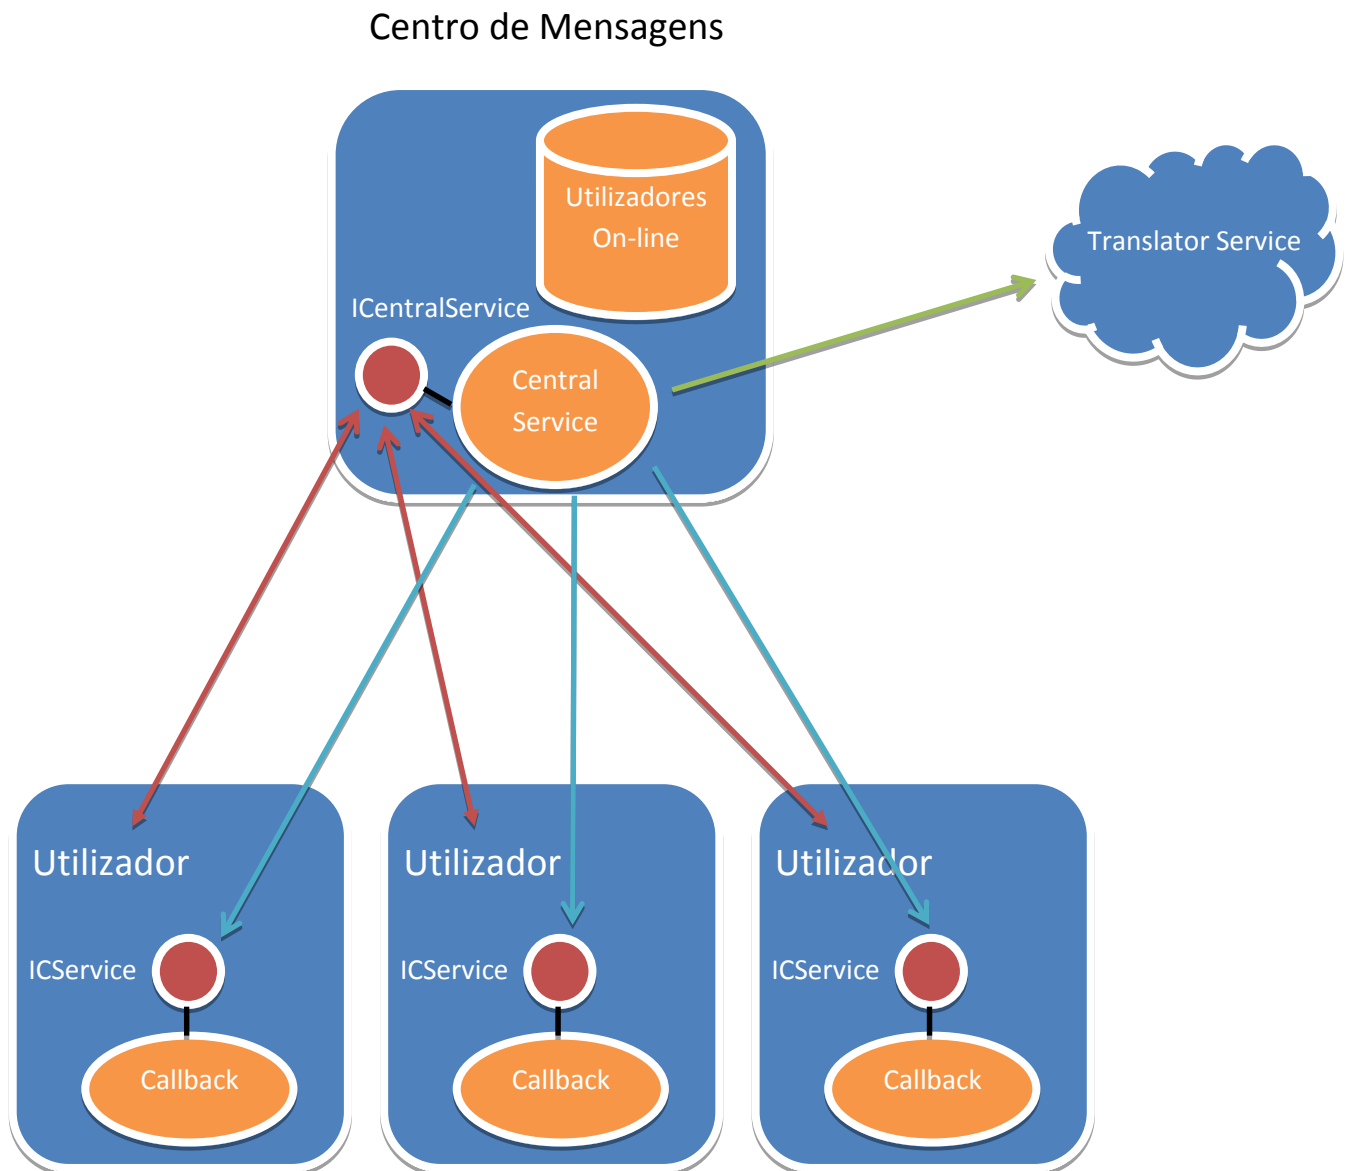 Centro de Mensagens
Utilizadores
On-line
Translator Service
ICentralService
Central
Service
Utilizador
Utilizador
Utilizador
ICService
ICService
ICService
Callback
Callback
Callback